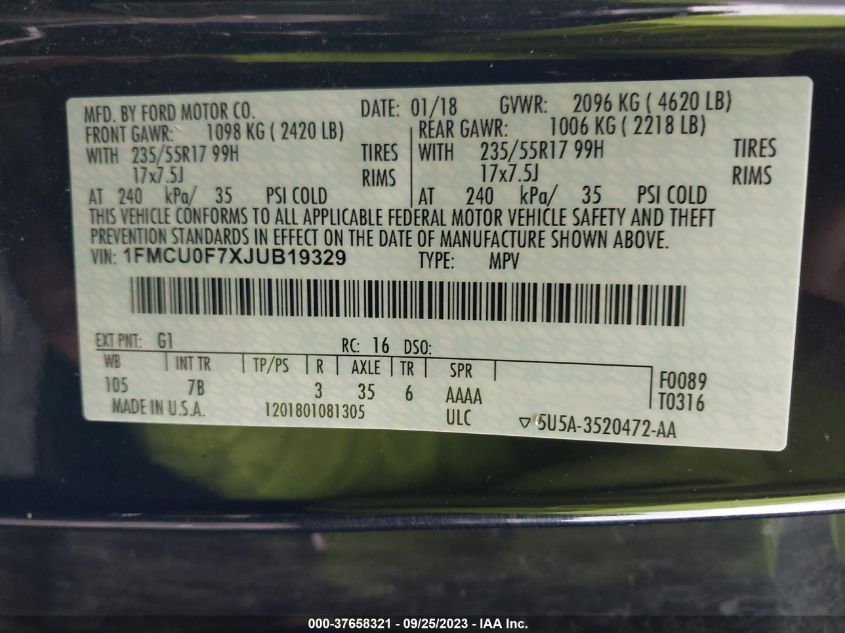 MFD. BY FORD MOTOR CO. DATE: 01/18 GVWR: 2096 KG ( 4620 LB)
FRONT GAWR: 1098 KG ( 2420 LB) REAR GAWR: 1006 KG ( 2218 LB)
WITH 235/55R17 99H TIRES WITH 235/55R17 99H TIRES
17x7.5J RIMS 17x7.5J RIMS
AT 240 kPa/ 35 PSI COLD AT 240 kPa/ 35 PSI COLD
THIS VEHICLE CONFORMS TO ALL APPLICABLE FEDERAL MOTOR VEHICLE SAFETY AND THEFT
PREVENTION STANDARDS IN EFFECT ON THE DATE OF MANUFACTURE SHOWN ABOVE.
VIN: 1FMCU0F7XJUB19329 TYPE: MPV
EXT PNT: G1 RC: 16 DSO:
WB INT TR TP/PS R AXLE TR SPR
105 7B 3 35 6 AAAA F0089
T0316
MADE IN U.S.A. 1201801081305 ULC 5U5A-3520472-AA
000-37658321 - 09/25/2023 - IAA Inc.